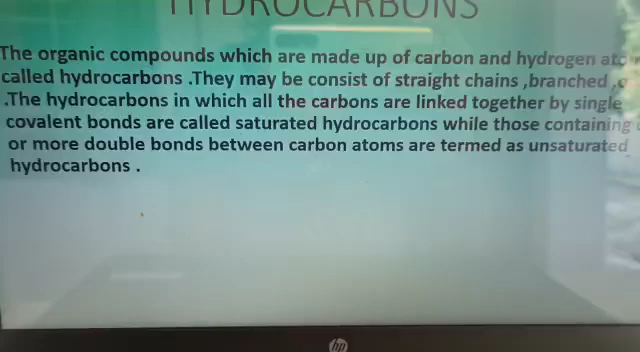 HYDROCARBONS
The organic compounds which are made up of carbon and hydrogen
called hydrocarbons .They may be consist of straight chains ,branched ,
.The hydrocarbons in which all the carbons are linked together by single
covalent bonds are called saturated hydrocarbons while those containing
or more double bonds between carbon atoms are termed as unsaturated
hydrocarbons .
hp